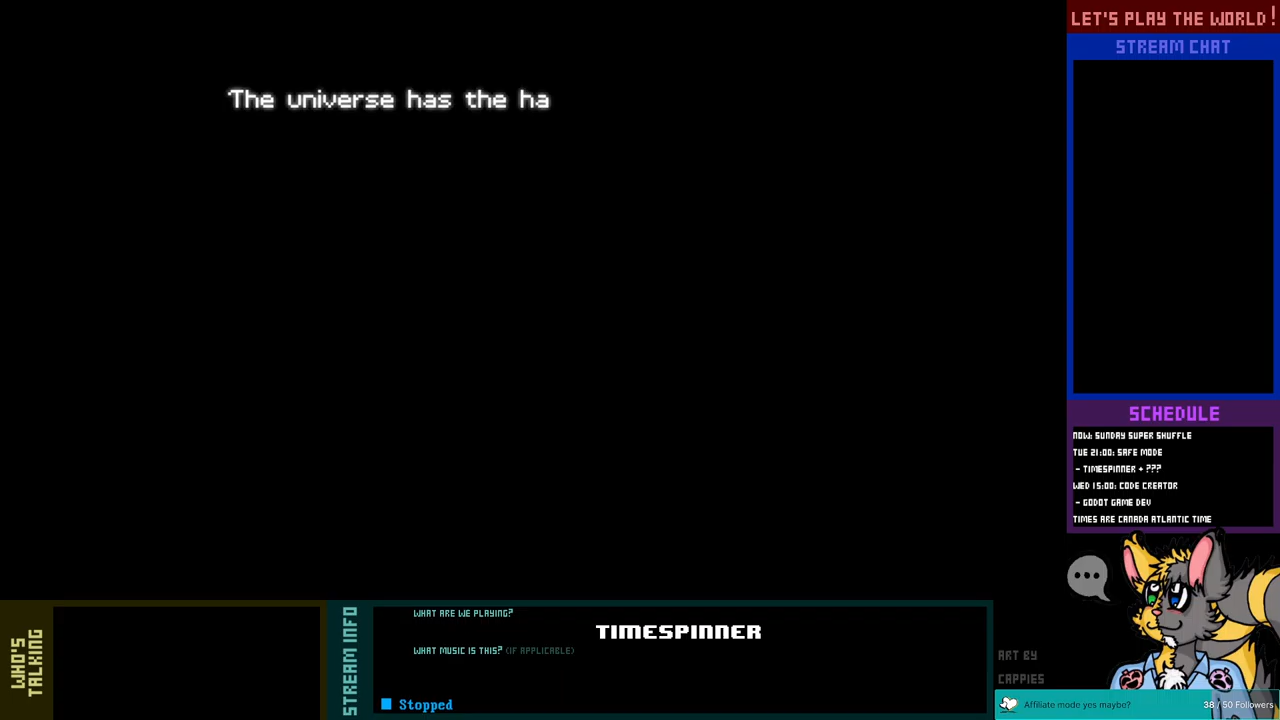 The universe has the ha
LET'S PLAY THE WORLD!
STREAM CHAT
SCHEDULE
NOW: SUNDAY SUPER SHUFFLE
TUE 21:00: SAFE MODE
- TIMESPINNER + ???
WED 15:00: CODE CREATOR
- GODOT GAME DEV
TIMES ARE CANADA ATLANTIC TIME
WHO'S
TALKING
STREAM INFO
WHAT ARE WE PLAYING?
TIMESPINNER
WHAT MUSIC IS THIS? (IF APPLICABLE)
Stopped
ART BY
CAPPIES
Affiliate mode yes maybe?
38 / 50 Followers